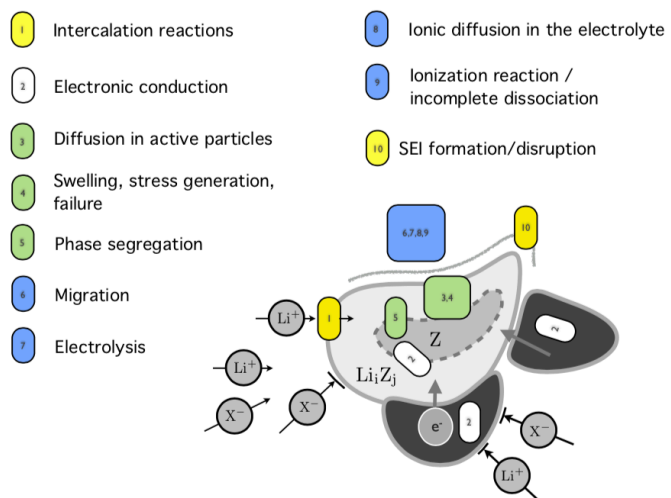 1 Intercalation reactions
2 Electronic conduction
3 Diffusion in active particles
4 Swelling, stress generation,
failure
5 Phase segregation
6 Migration
7 Electrolysis
8 Ionic diffusion in the electrolyte
9 Ionization reaction /
incomplete dissociation
10 SEI formation/disruption
6,7,8,9
10
3,4
Li⁺
1
5
2
Z
2
LiᵢZⱼ
Li⁺
X⁻
X⁻
e⁻
2
X⁻
Li⁺